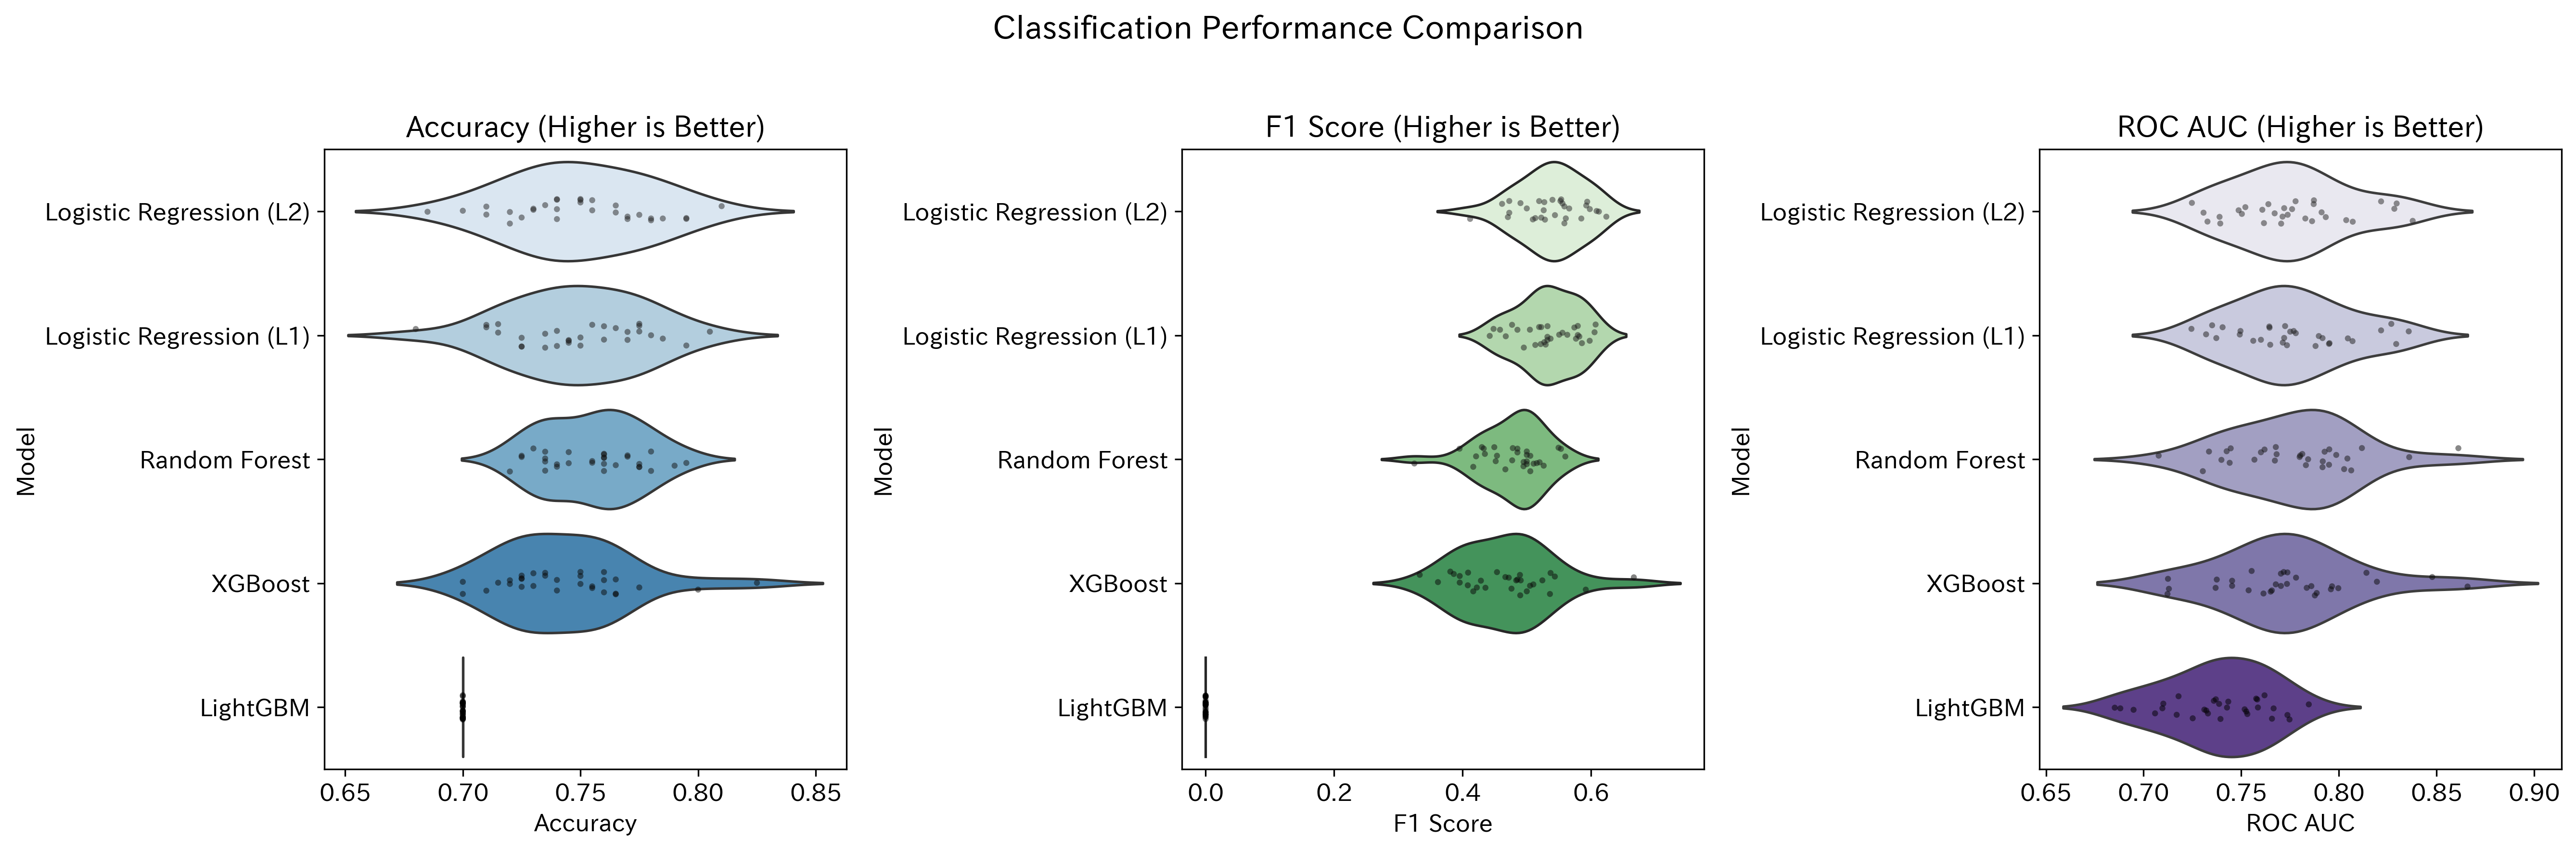 Classification Performance Comparison
Accuracy (Higher is Better)
Model
Logistic Regression (L2)
Logistic Regression (L1)
Random Forest
XGBoost
LightGBM
0.65 0.70 0.75 0.80 0.85
Accuracy
F1 Score (Higher is Better)
Model
Logistic Regression (L2)
Logistic Regression (L1)
Random Forest
XGBoost
LightGBM
0.0 0.2 0.4 0.6
F1 Score
ROC AUC (Higher is Better)
Model
Logistic Regression (L2)
Logistic Regression (L1)
Random Forest
XGBoost
LightGBM
0.65 0.70 0.75 0.80 0.85 0.90
ROC AUC